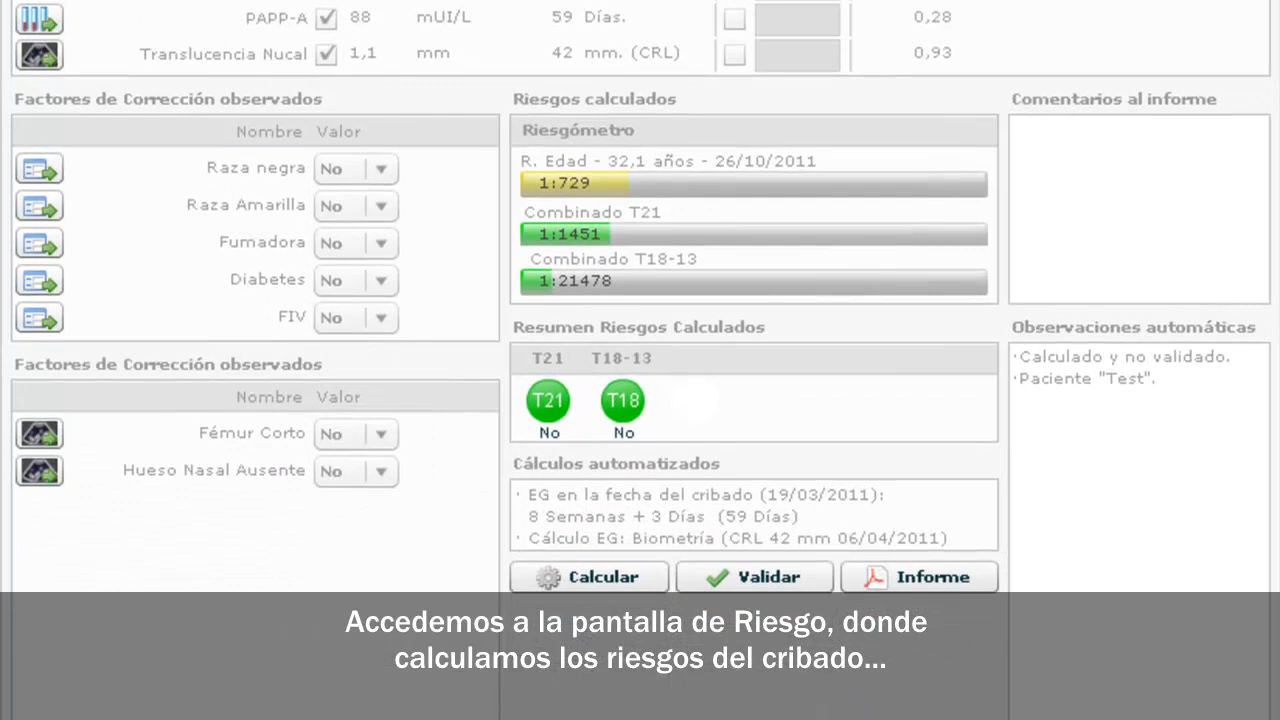 PAPP-A 88 mUI/L 59 Días. 0,28
Translucencia Nucal 1,1 mm 42 mm. (CRL) 0,93
Factores de Corrección observados
Nombre Valor
Raza negra No
Raza Amarilla No
Fumadora No
Diabetes No
FIV No
Factores de Corrección observados
Nombre Valor
Fémur Corto No
Hueso Nasal Ausente No
Riesgos calculados
Riesgómetro
R. Edad - 32,1 años - 26/10/2011
1:729
Combinado T21
1:1451
Combinado T18-13
1:21478
Resumen Riesgos Calculados
T21 T18-13
T21 T18
No No
Cálculos automatizados
· EG en la fecha del cribado (19/03/2011):
8 Semanas + 3 Días (59 Días)
· Cálculo EG: Biometría (CRL 42 mm 06/04/2011)
Calcular Validar Informe
Comentarios al informe
Observaciones automáticas
·Calculado y no validado.
·Paciente "Test".
Accedemos a la pantalla de Riesgo, donde
calculamos los riesgos del cribado...